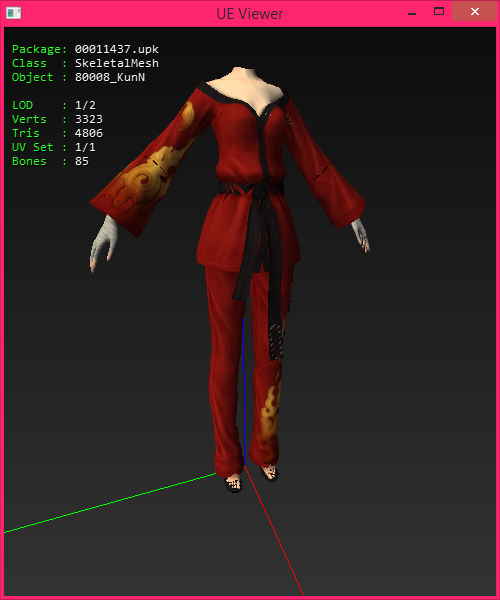 UE Viewer
Package: 00011437.upk
Class  : SkeletalMesh
Object : 80008_KunN
LOD    : 1/2
Verts  : 3323
Tris   : 4806
UV Set : 1/1
Bones  : 85